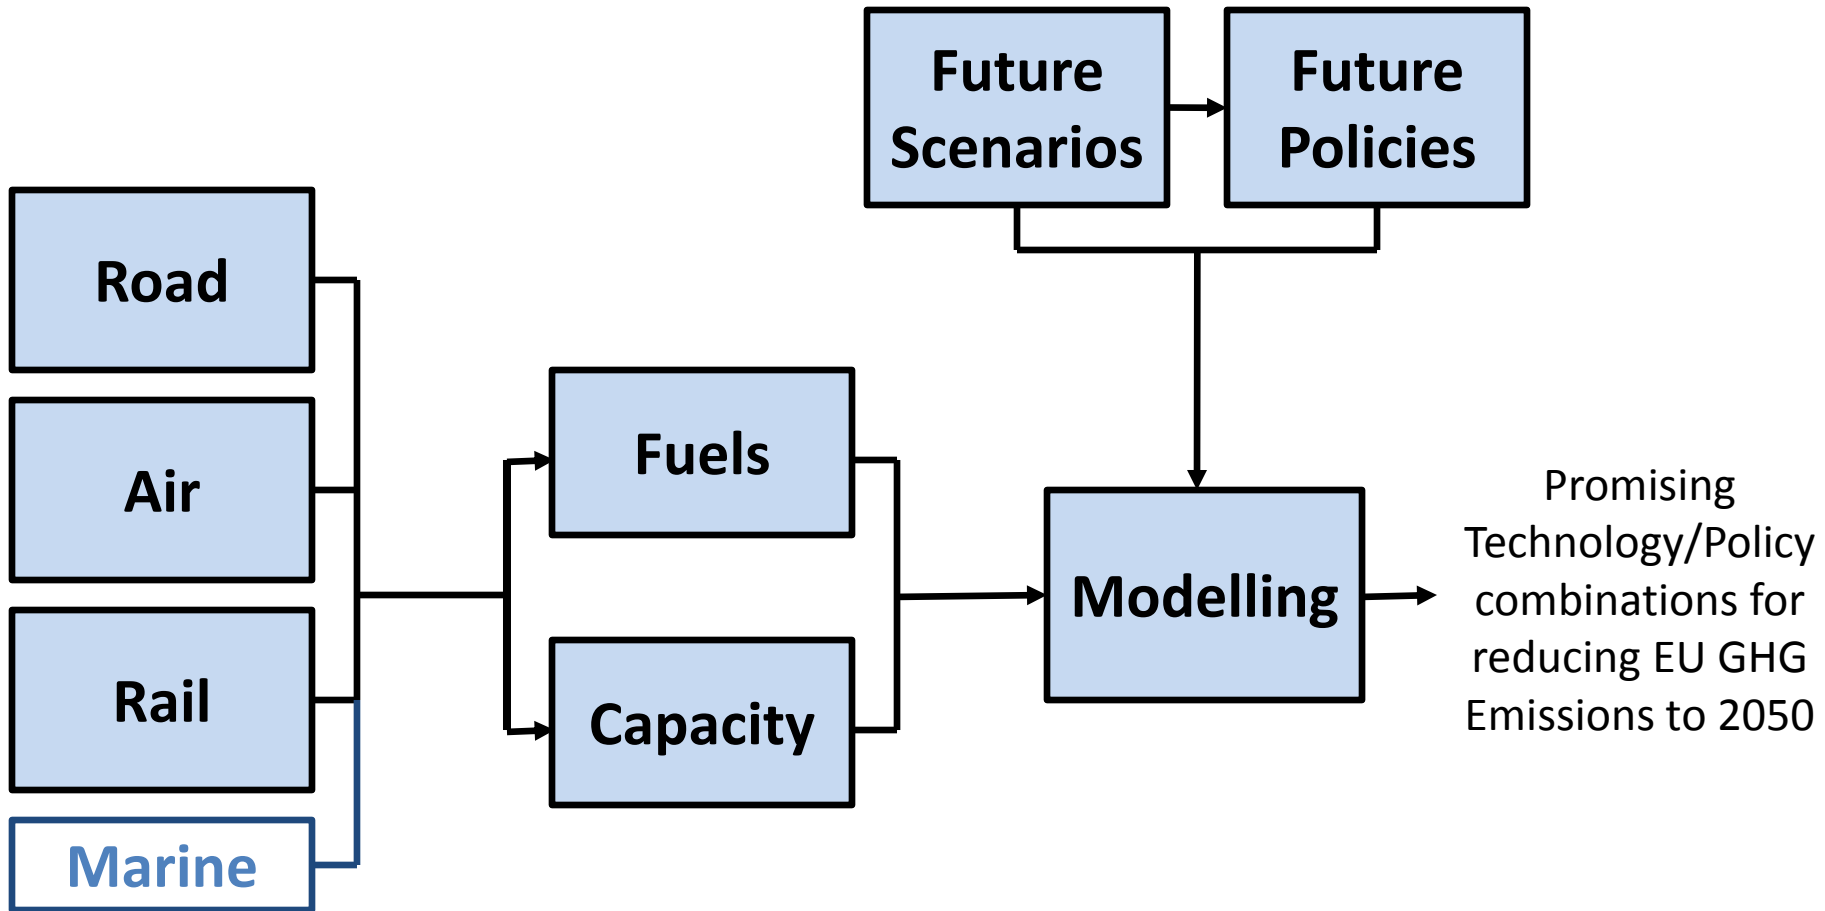 Future
Scenarios
Future
Policies
Road
Air
Rail
Marine
Fuels
Capacity
Modelling
Promising
Technology/Policy
combinations for
reducing EU GHG
Emissions to 2050